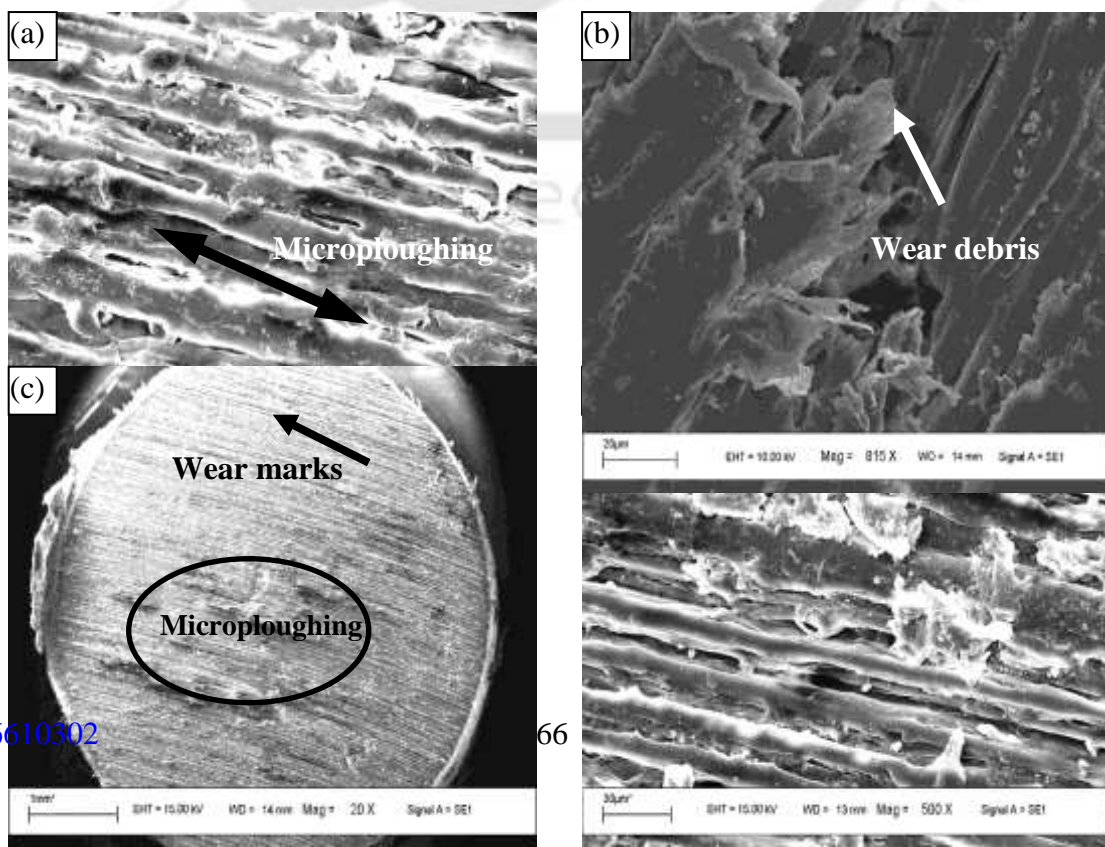 (a)
Microploughing
(b)
Wear debris
20µm EHT = 10.00 kV Mag = 815 X WD = 14 mm Signal A = SE1
(c)
Wear marks
Microploughing
610302
66
1mm EHT = 15.00 kV WD = 14 mm Mag = 20 X Signal A = SE1
30µm EHT = 15.00 kV WD = 13 mm Mag = 500 X Signal A = SE1